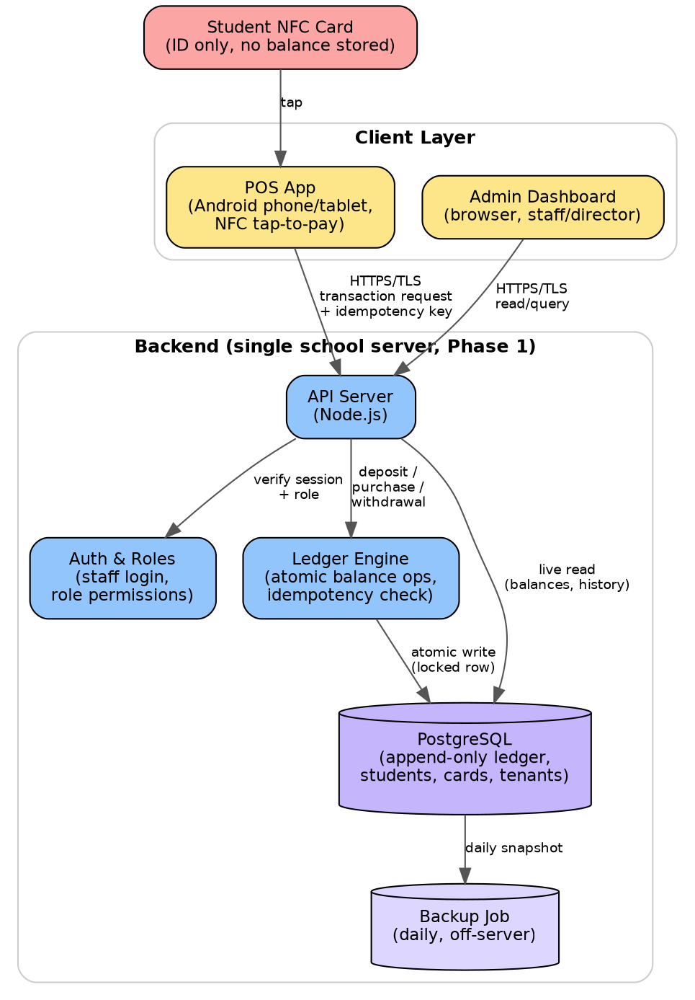 Student NFC Card
(ID only, no balance stored)
tap
Client Layer
POS App
(Android phone/tablet,
NFC tap-to-pay)
Admin Dashboard
(browser, staff/director)
HTTPS/TLS
transaction request
+ idempotency key
HTTPS/TLS
read/query
Backend (single school server, Phase 1)
API Server
(Node.js)
verify session
+ role
deposit /
purchase /
withdrawal
live read
(balances, history)
Auth & Roles
(staff login,
role permissions)
Ledger Engine
(atomic balance ops,
idempotency check)
atomic write
(locked row)
PostgreSQL
(append-only ledger,
students, cards, tenants)
daily snapshot
Backup Job
(daily, off-server)